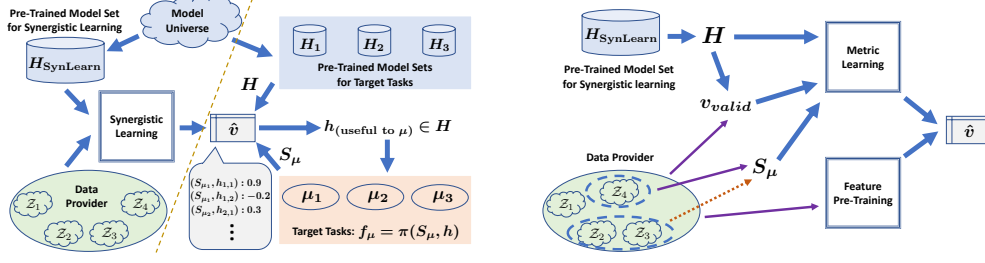 Pre-Trained Model Set
for Synergistic Learning
Model
Universe
H_SynLearn
H_1
H_2
H_3
Pre-Trained Model Sets
for Target Tasks
H
Synergistic
Learning
v̂
h_(useful to μ) ∈ H
S_μ
(S_μ1, h_1,1) : 0.9
(S_μ1, h_1,2) : −0.2
(S_μ2, h_2,1) : 0.3
⋮
μ_1
μ_2
μ_3
Target Tasks: f_μ = π(S_μ, h)
Data
Provider
Z_1
Z_4
Z_2
Z_3
H_SynLearn
Pre-Trained Model Set
for Synergistic learning
H
Metric
Learning
v_valid
Data Provider
S_μ
v̂
Feature
Pre-Training
Z_1
Z_4
Z_2
Z_3